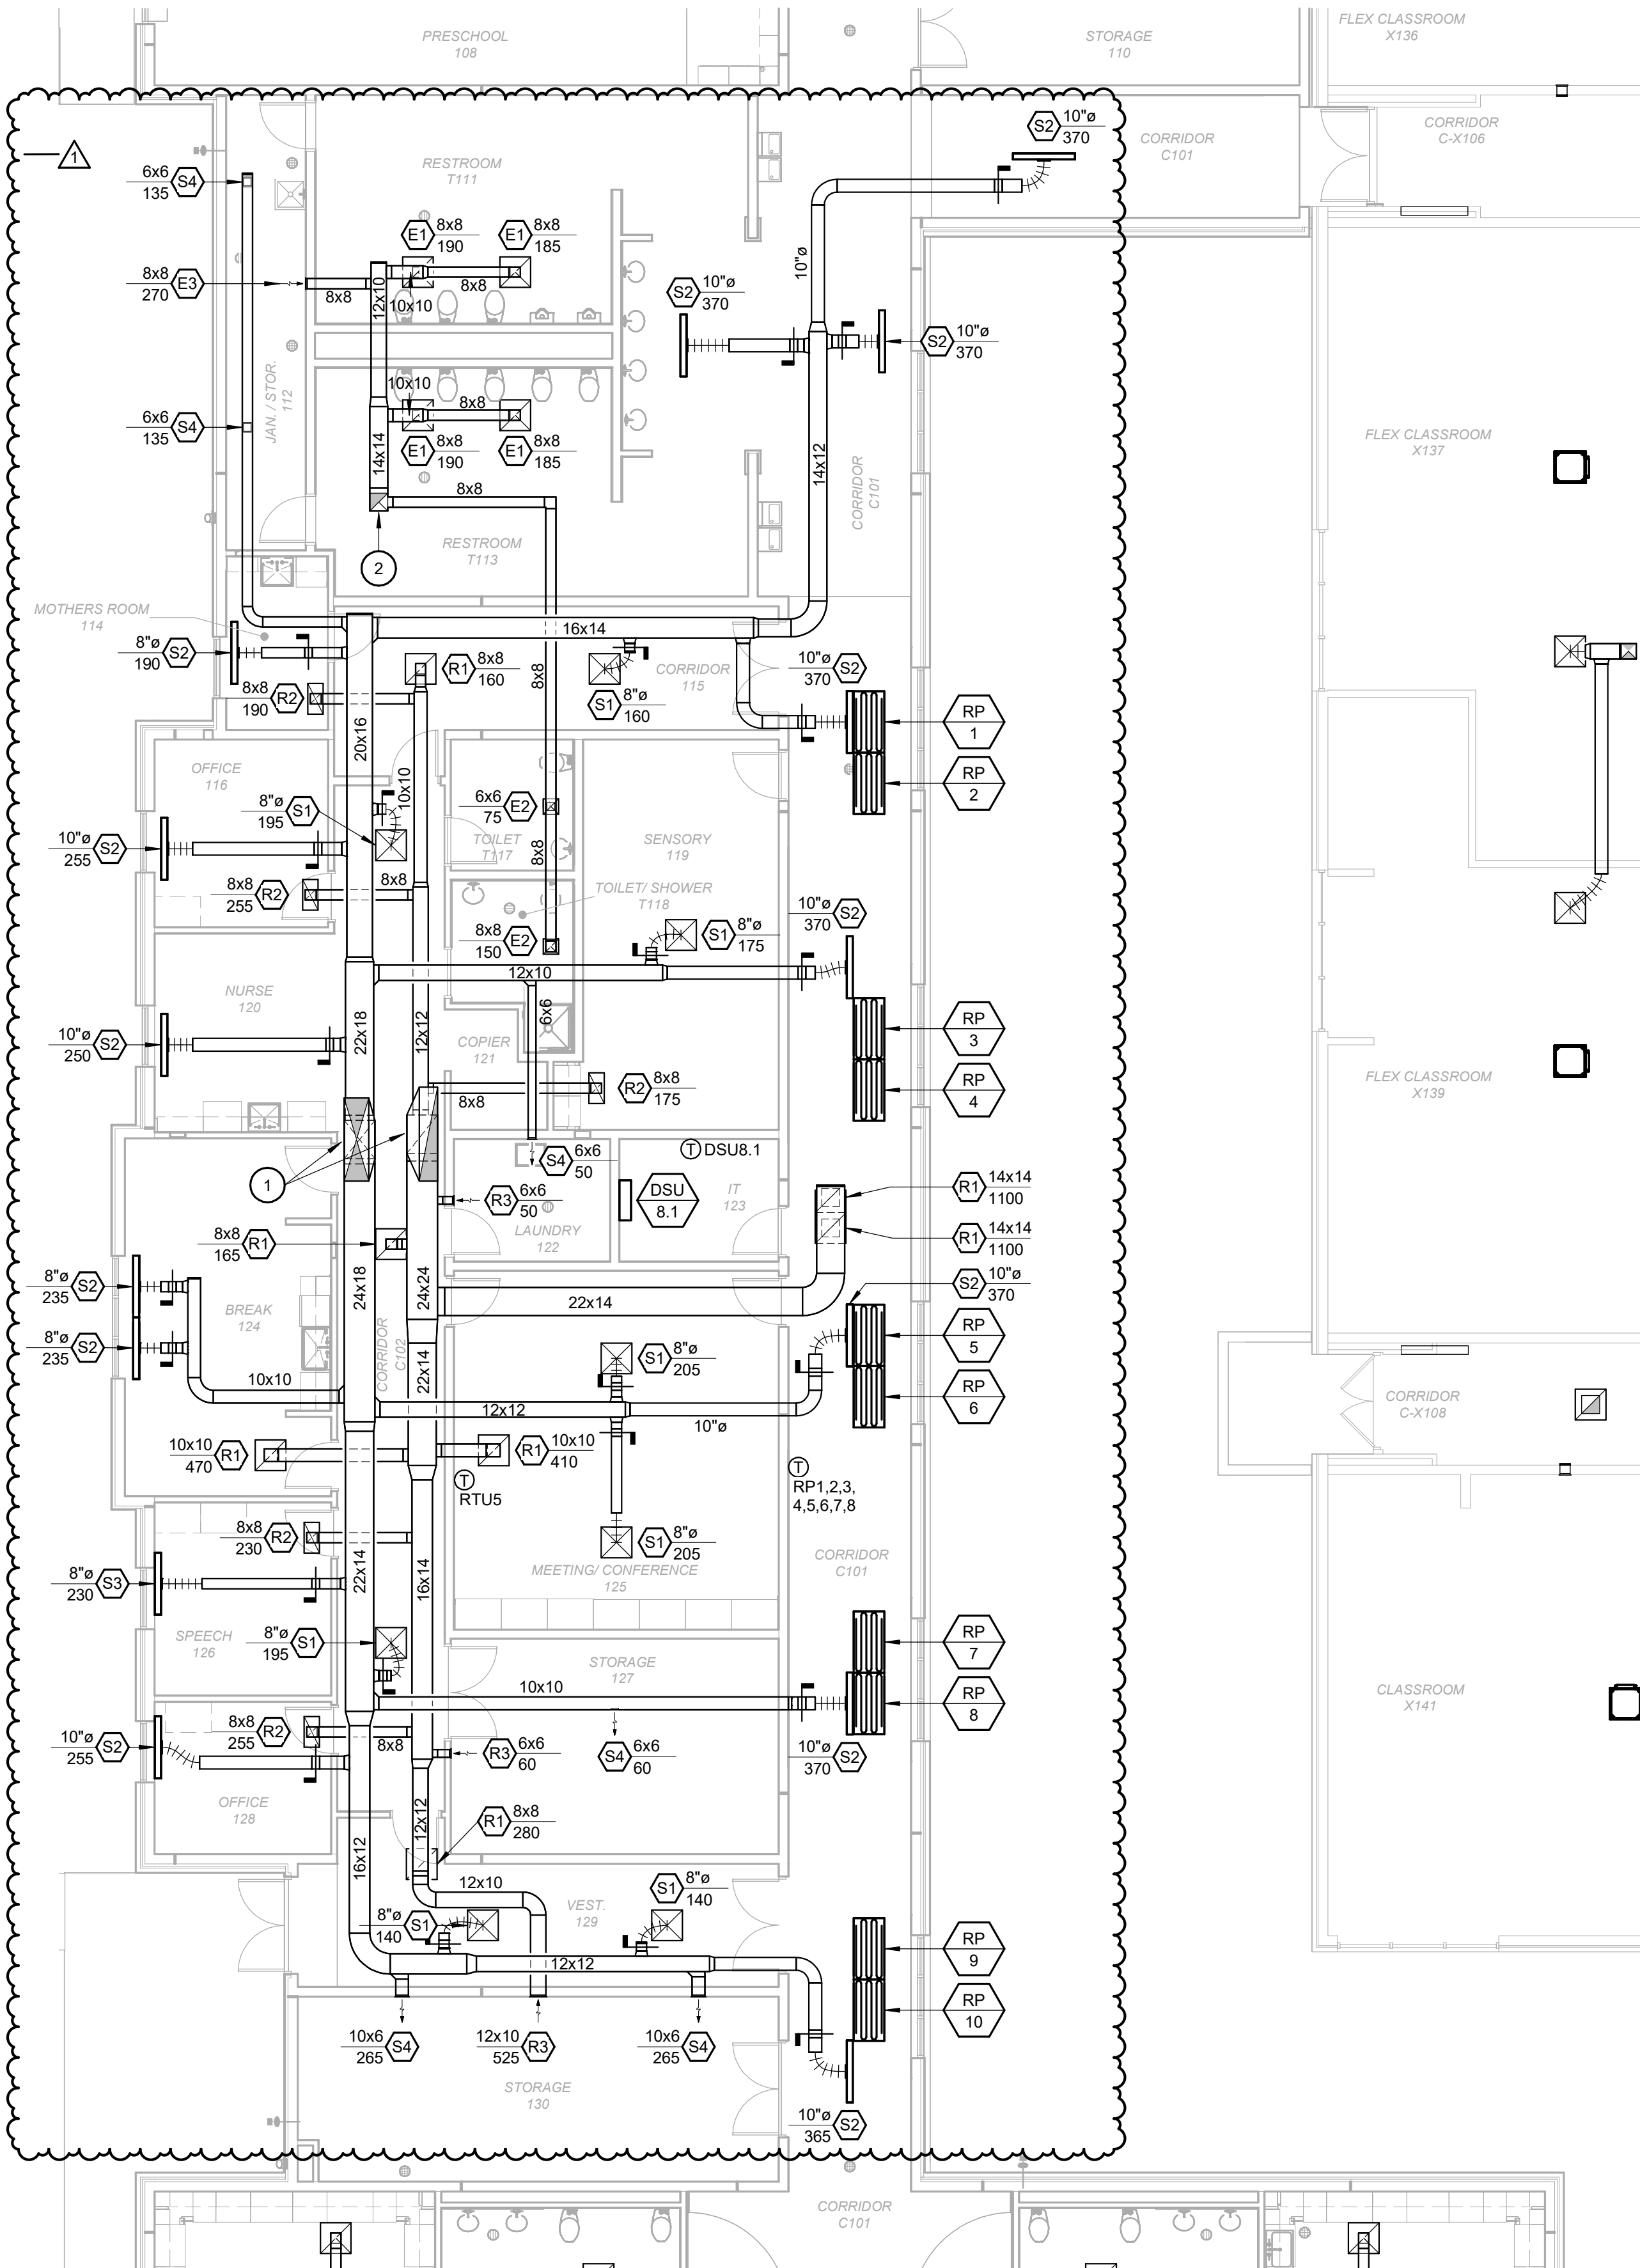 PRESCHOOL
108
STORAGE
110
FLEX CLASSROOM
X136
CORRIDOR
C-X106
CORRIDOR
C101
S2 10"ø
370
1
RESTROOM
T111
6x6
135 S4
E1 8x8
190
E1 8x8
185
8x8
270 E3
8x8
12x10
8x8
10x10
10"ø
S2 10"ø
370
S2 10"ø
370
JAN. / STOR.
112
10x10
8x8
6x6
135 S4
E1 8x8
190
E1 8x8
185
14x14
8x8
14x12
CORRIDOR
C101
FLEX CLASSROOM
X137
RESTROOM
T113
2
MOTHERS ROOM
114
16x14
8"ø
190 S2
8x8
190 R2
R1 8x8
160
8x8
CORRIDOR
115
S1 8"ø
160
10"ø
370 S2
RP
1
RP
2
20x16
OFFICE
116
10x10
8"ø
195 S1
6x6
75 E2
TOILET
T117
8x8
SENSORY
119
10"ø
255 S2
8x8
8x8
255 R2
TOILET/ SHOWER
T118
10"ø
370 S2
8x8
150 E2
S1 8"ø
175
12x10
NURSE
120
22x18
12x12
6x6
10"ø
250 S2
COPIER
121
RP
3
RP
4
8x8
R2 8x8
175
FLEX CLASSROOM
X139
T DSU8.1
S4 6x6
50
1
R3 6x6
50
DSU
8.1
IT
123
LAUNDRY
122
R1 14x14
1100
R1 14x14
1100
8x8
165 R1
S2 10"ø
370
8"ø
235 S2
24x18
24x24
22x14
BREAK
124
CORRIDOR
C102
RP
5
8"ø
235 S2
22x14
S1 8"ø
205
10x10
12x12
10"ø
RP
6
CORRIDOR
C-X108
10x10
470 R1
R1 10x10
410
T
RTU5
T
RP1,2,3,
4,5,6,7,8
8x8
230 R2
S1 8"ø
205
CORRIDOR
C101
8"ø
230 S3
22x14
16x14
MEETING/ CONFERENCE
125
SPEECH
126
8"ø
195 S1
STORAGE
127
RP
7
10x10
RP
8
CLASSROOM
X141
8x8
255 R2
8x8
10"ø
255 S2
R3 6x6
60
S4 6x6
60
10"ø
370 S2
OFFICE
128
12x12
R1 8x8
280
16x12
12x10
S1 8"ø
140
VEST.
129
8"ø
140 S1
12x12
RP
9
RP
10
10x6
265 S4
12x10
525 R3
10x6
265 S4
STORAGE
130
10"ø
365 S2
CORRIDOR
C101